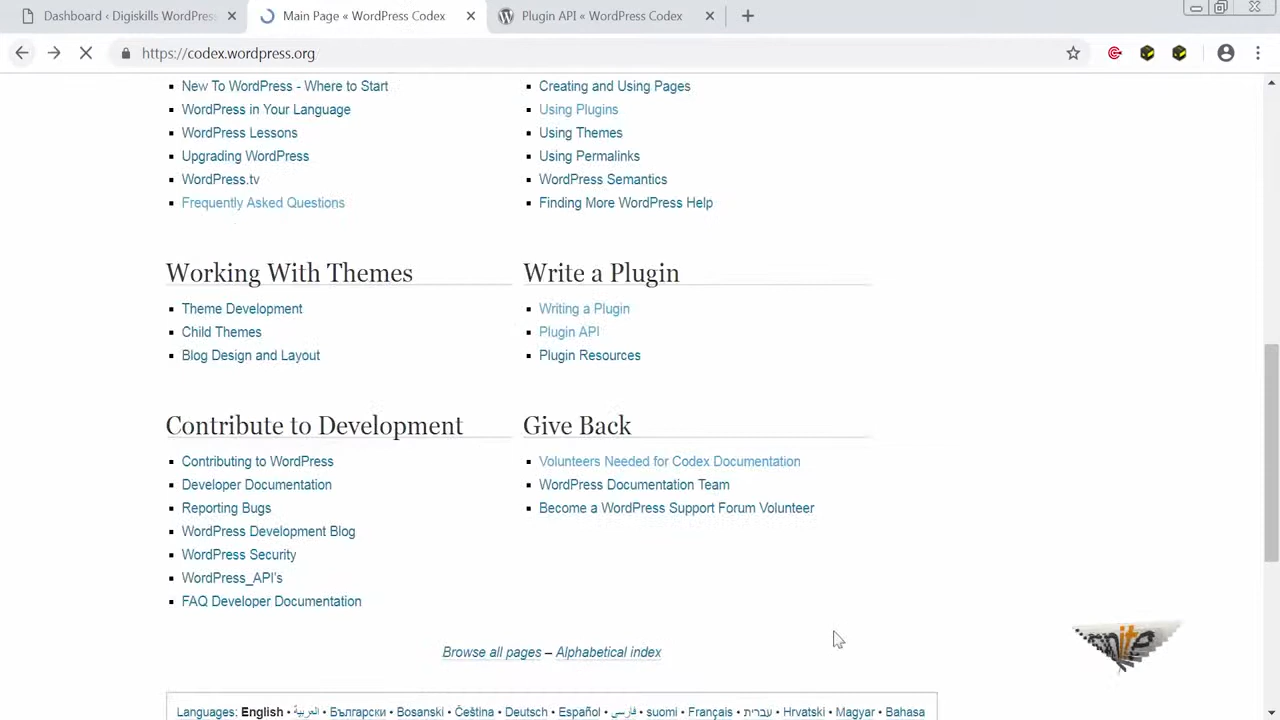 Dashboard ‹ Digiskills WordPres
Main Page « WordPress Codex
Plugin API « WordPress Codex
https://codex.wordpress.org
New To WordPress - Where to Start
WordPress in Your Language
WordPress Lessons
Upgrading WordPress
WordPress.tv
Frequently Asked Questions
Creating and Using Pages
Using Plugins
Using Themes
Using Permalinks
WordPress Semantics
Finding More WordPress Help
Working With Themes
Theme Development
Child Themes
Blog Design and Layout
Write a Plugin
Writing a Plugin
Plugin API
Plugin Resources
Contribute to Development
Contributing to WordPress
Developer Documentation
Reporting Bugs
WordPress Development Blog
WordPress Security
WordPress_API's
FAQ Developer Documentation
Give Back
Volunteers Needed for Codex Documentation
WordPress Documentation Team
Become a WordPress Support Forum Volunteer
Browse all pages – Alphabetical index
Languages: English • العربية • Български • Bosanski • Čeština • Deutsch • Español • فارسی • suomi • Français • עברית • Hrvatski • Magyar • Bahasa